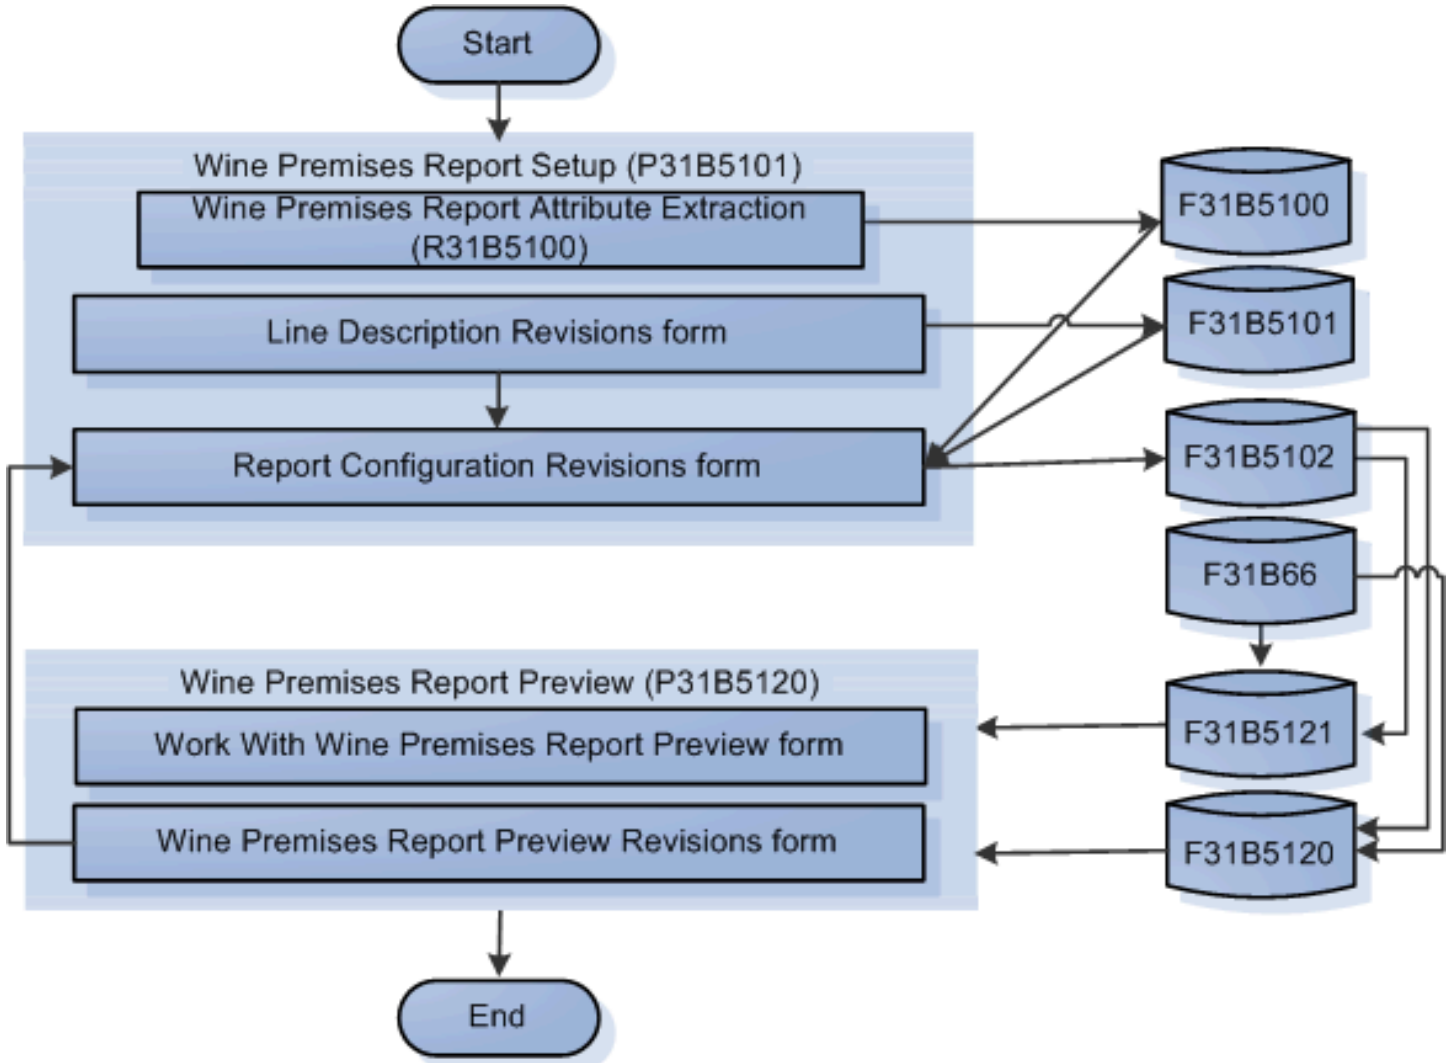 Start
Wine Premises Report Setup (P31B5101)
Wine Premises Report Attribute Extraction
(R31B5100)
Line Description Revisions form
Report Configuration Revisions form
F31B5100
F31B5101
F31B5102
F31B66
Wine Premises Report Preview (P31B5120)
Work With Wine Premises Report Preview form
Wine Premises Report Preview Revisions form
F31B5121
F31B5120
End